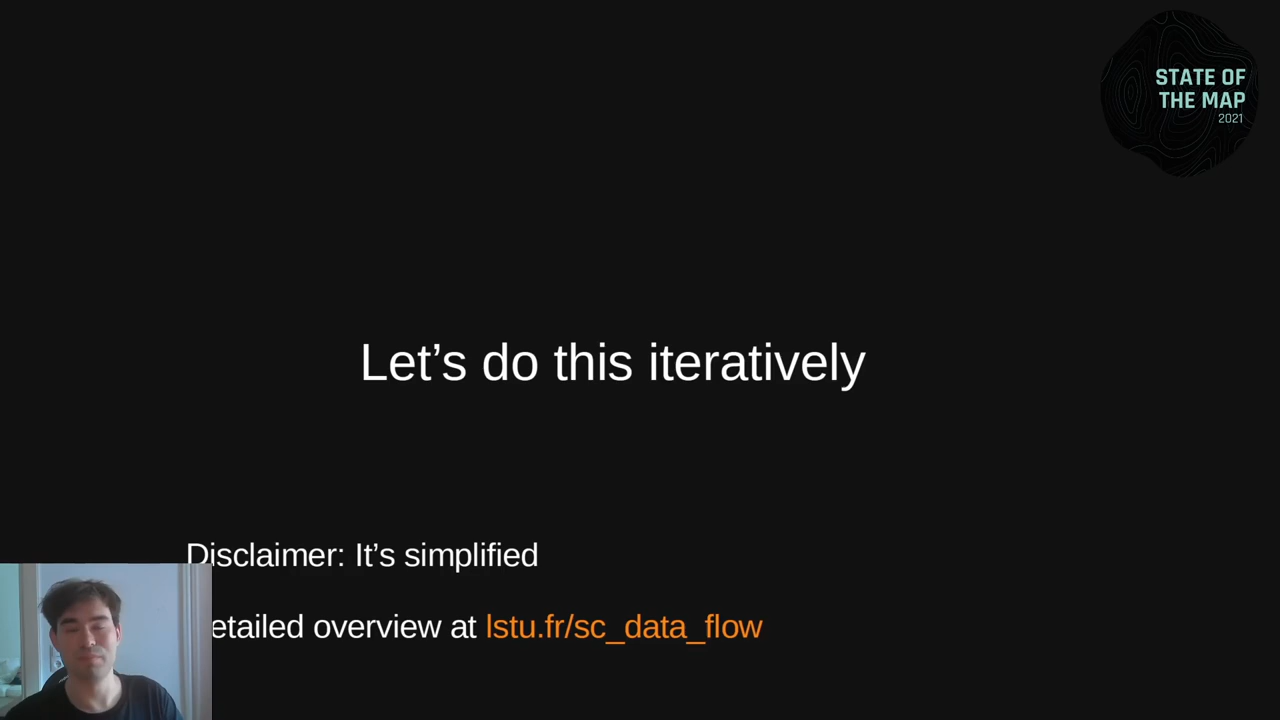 STATE OF
THE MAP
2021
Let’s do this iteratively
Disclaimer: It’s simplified
etailed overview at lstu.fr/sc_data_flow